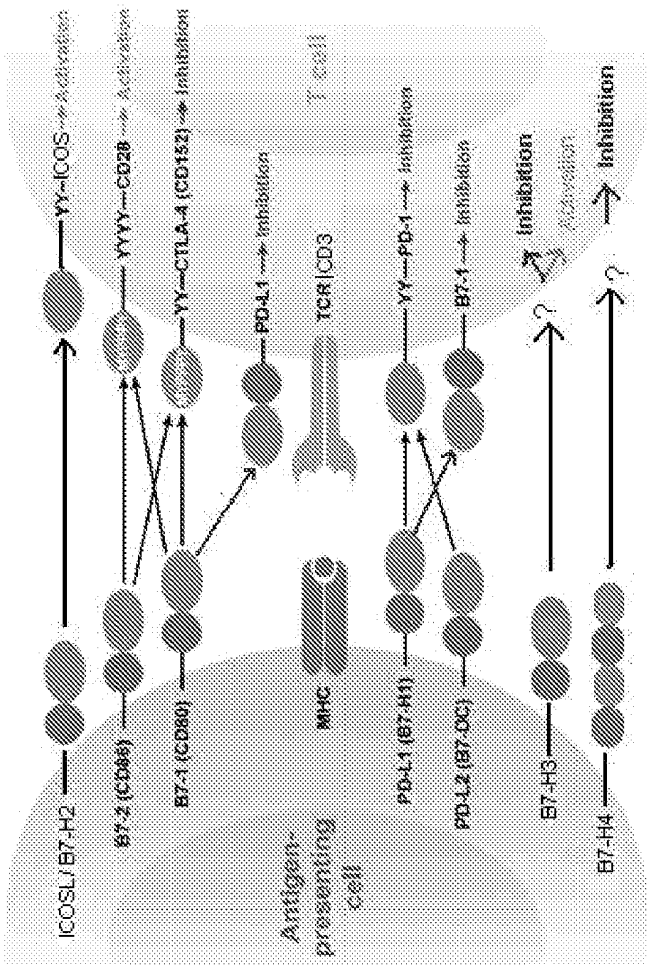 ICOSL/ B7-H2
YY–ICOS → Activation
B7-2 (CD86)
YYYY—CD28 → Activation
B7-1 (CD80)
YY–CTLA-4 (CD152) → Inhibition
PD-L1 → Inhibition
Antigen-
presenting
cell
MHC
TCR|CD3
T cell
PD-L1 (B7-H1)
YY—PD-1 → Inhibition
PD-L2 (B7-DC)
B7-1 → Inhibition
B7-H3
?
Inhibition
Activation
B7-H4
? → Inhibition